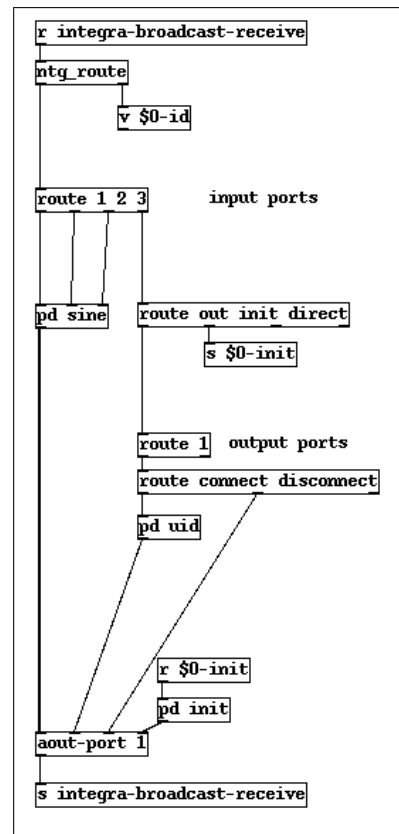 r integra-broadcast-receive
ntg_route
v $0-id
route 1 2 3
input ports
pd sine
route out init direct
s $0-init
route 1
output ports
route connect disconnect
pd uid
r $0-init
pd init
aout-port 1
s integra-broadcast-receive